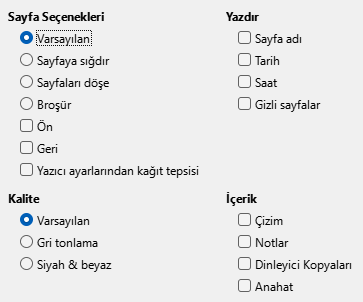 Sayfa Seçenekleri
Varsayılan
Sayfaya sığdır
Sayfaları döşe
Broşür
Ön
Geri
Yazıcı ayarlarından kağıt tepsisi
Yazdır
Sayfa adı
Tarih
Saat
Gizli sayfalar
Kalite
Varsayılan
Gri tonlama
Siyah & beyaz
İçerik
Çizim
Notlar
Dinleyici Kopyaları
Anahat